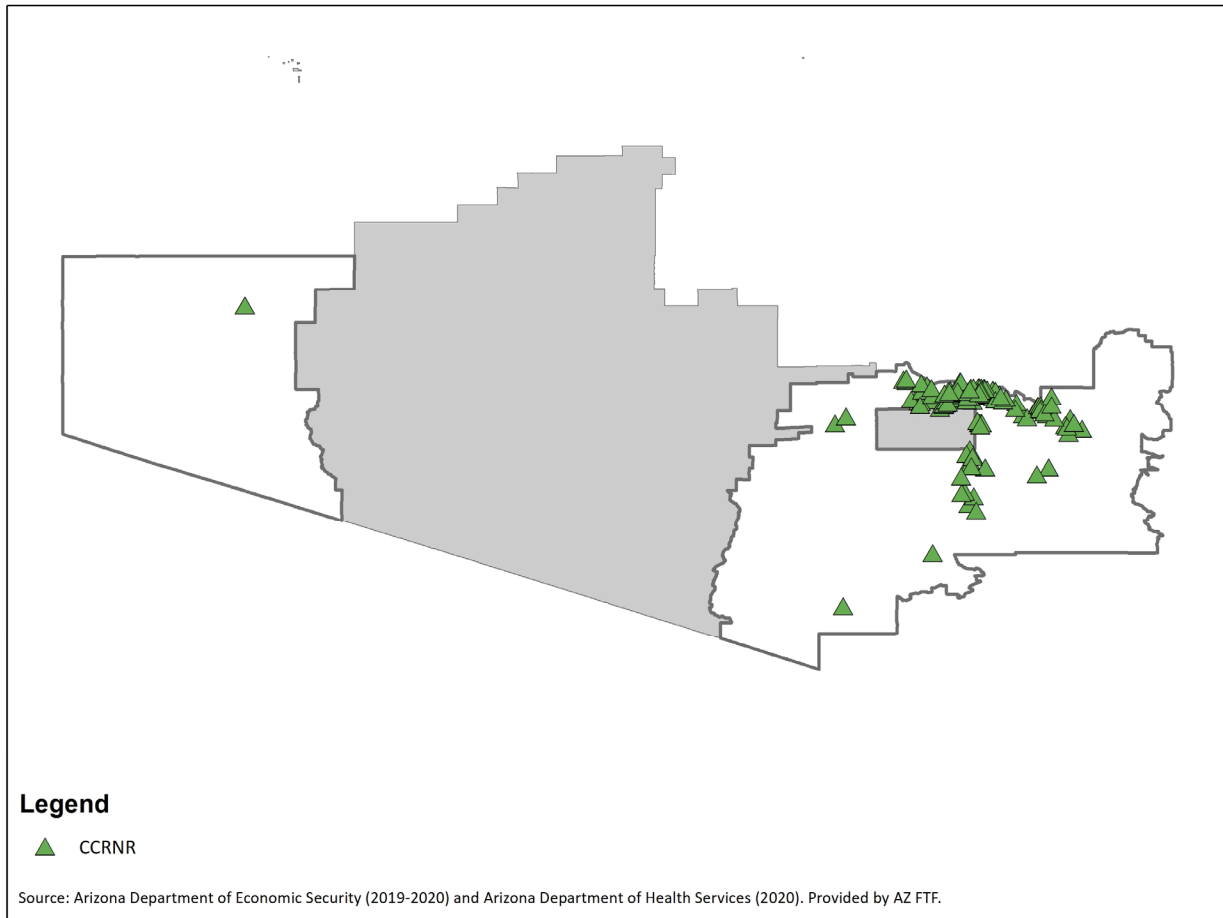 Legend
CCRNR
Source: Arizona Department of Economic Security (2019-2020) and Arizona Department of Health Services (2020). Provided by AZ FTF.